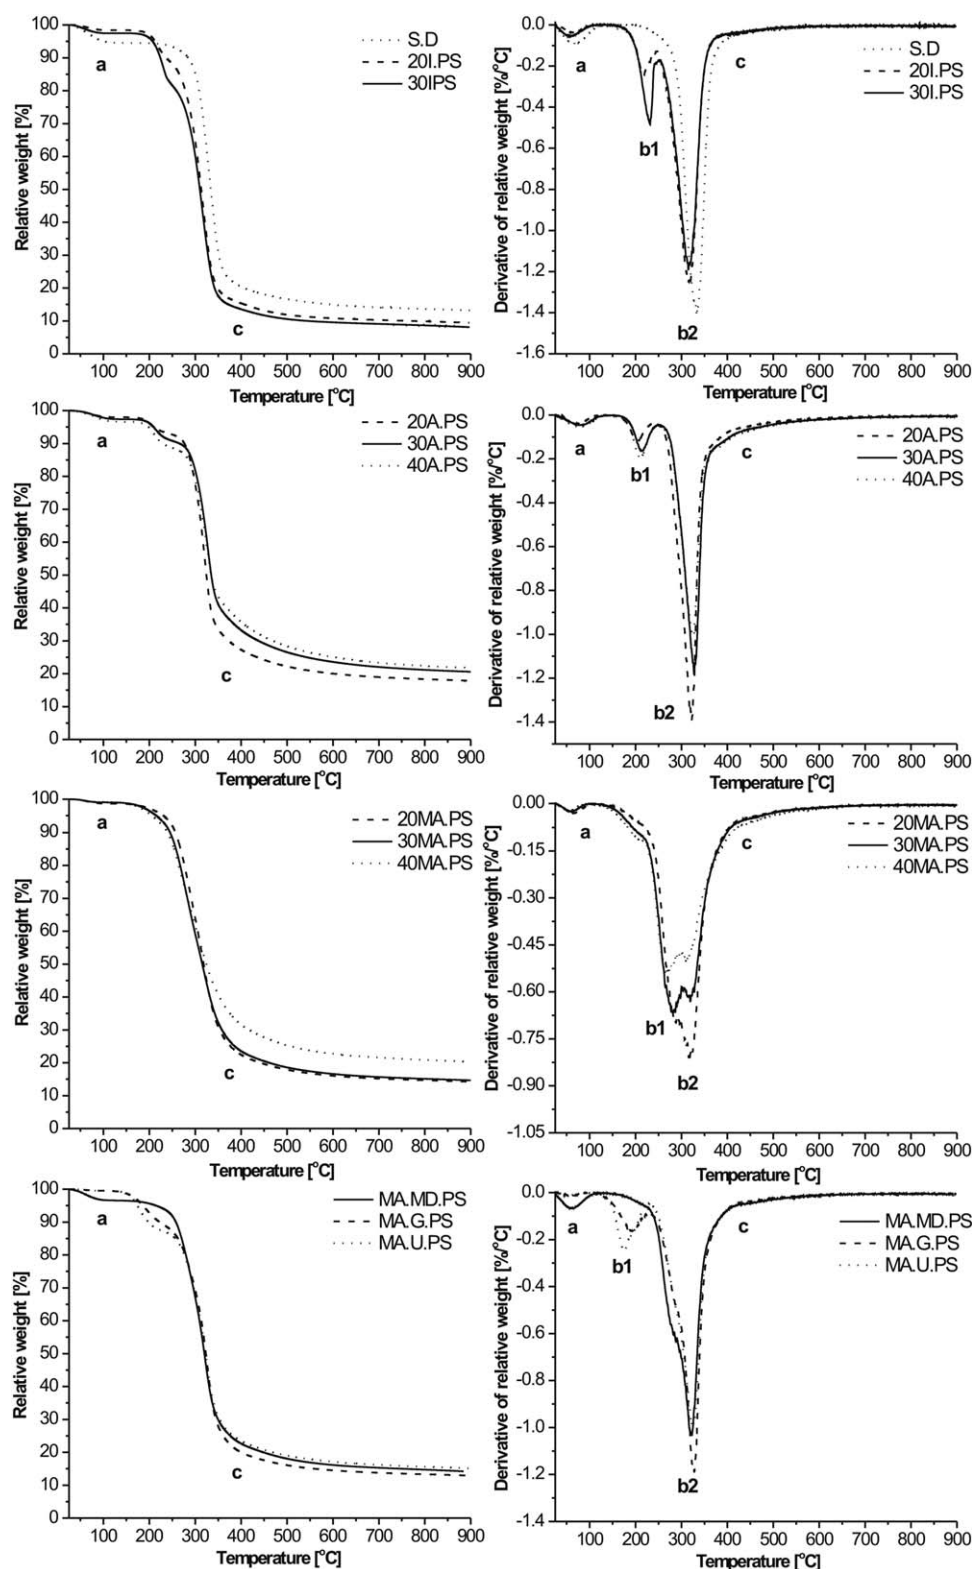 Relative weight [%]
100
90
80
70
60
50
40
30
20
10
0
a
c
S.D
20I.PS
30IPS
100 200 300 400 500 600 700 800 900
Temperature [°C]
Derivative of relative weight [%/°C]
0.0
-0.2
-0.4
-0.6
-0.8
-1.0
-1.2
-1.4
-1.6
a
b1
b2
c
S.D
20I.PS
30I.PS
100 200 300 400 500 600 700 800 900
Temperature [°C]
Relative weight [%]
100
90
80
70
60
50
40
30
20
10
0
a
c
20A.PS
30A.PS
40A.PS
100 200 300 400 500 600 700 800 900
Temperature [°C]
Derivative of relative weight [%/°C]
0.0
-0.2
-0.4
-0.6
-0.8
-1.0
-1.2
-1.4
a
b1
b2
c
20A.PS
30A.PS
40A.PS
100 200 300 400 500 600 700 800 900
Temperature [°C]
Relative weight [%]
100
90
80
70
60
50
40
30
20
10
0
a
c
20MA.PS
30MA.PS
40MA.PS
100 200 300 400 500 600 700 800 900
Temperature [°C]
Derivative of relative weight [%/°C]
0.00
-0.15
-0.30
-0.45
-0.60
-0.75
-0.90
-1.05
a
b1
b2
c
20MA.PS
30MA.PS
40MA.PS
100 200 300 400 500 600 700 800 900
Temperature [°C]
Relative weight [%]
100
90
80
70
60
50
40
30
20
10
0
a
c
MA.MD.PS
MA.G.PS
MA.U.PS
100 200 300 400 500 600 700 800 900
Temperature [°C]
Derivative of relative weight [%/°C]
0.0
-0.2
-0.4
-0.6
-0.8
-1.0
-1.2
-1.4
a
b1
b2
c
MA.MD.PS
MA.G.PS
MA.U.PS
100 200 300 400 500 600 700 800 900
Temperature [°C]